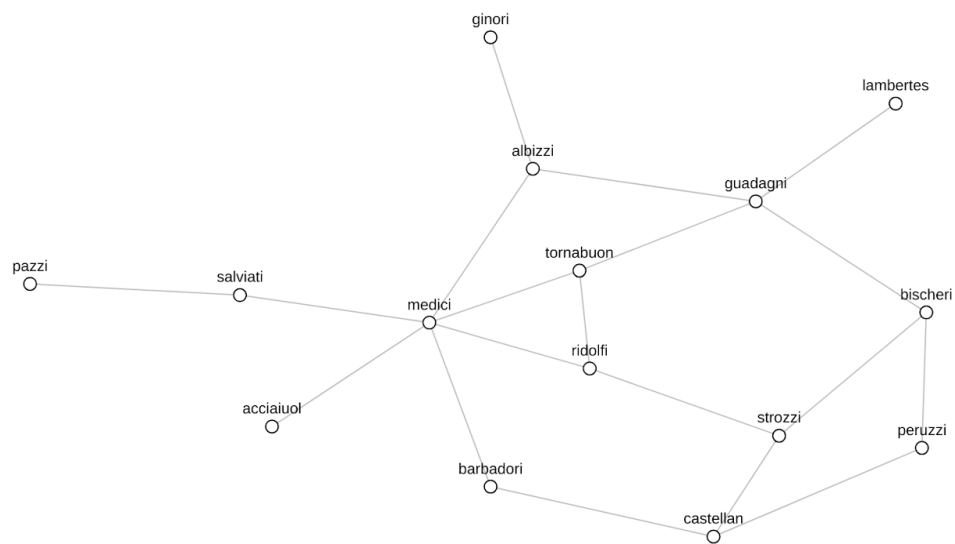 ginori
lambertes
albizzi
guadagni
tornabuon
pazzi
salviati
bischeri
medici
ridolfi
acciaiuol
strozzi
peruzzi
barbadori
castellan